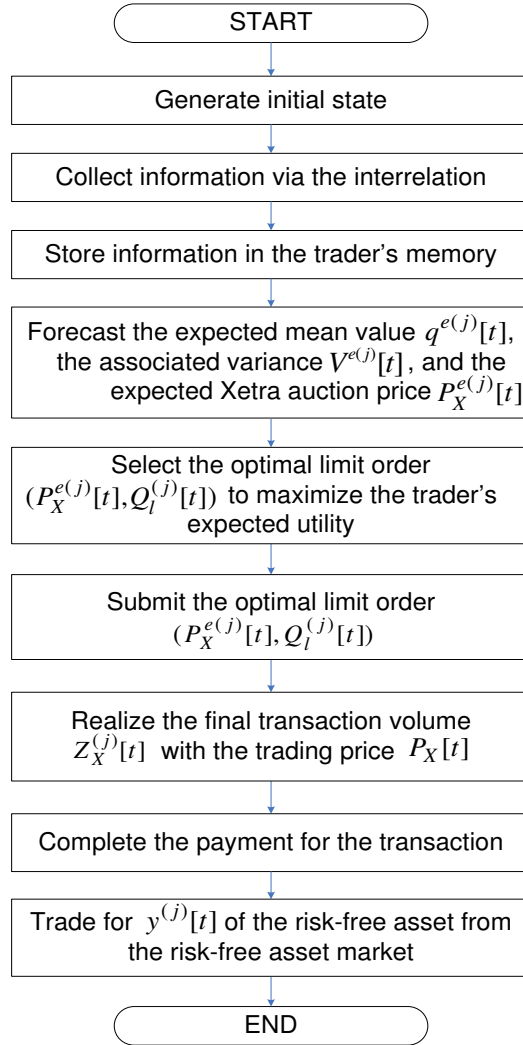 START
Generate initial state
Collect information via the interrelation
Store information in the trader's memory
Forecast the expected mean value $q^{e(j)}[t]$,
the associated variance $V^{e(j)}[t]$, and the
expected Xetra auction price $P_X^{e(j)}[t]$
Select the optimal limit order
$(P_X^{e(j)}[t], Q_l^{(j)}[t])$ to maximize the trader's
expected utility
Submit the optimal limit order
$(P_X^{e(j)}[t], Q_l^{(j)}[t])$
Realize the final transaction volume
$Z_X^{(j)}[t]$ with the trading price $P_X[t]$
Complete the payment for the transaction
Trade for $y^{(j)}[t]$ of the risk-free asset from
the risk-free asset market
END